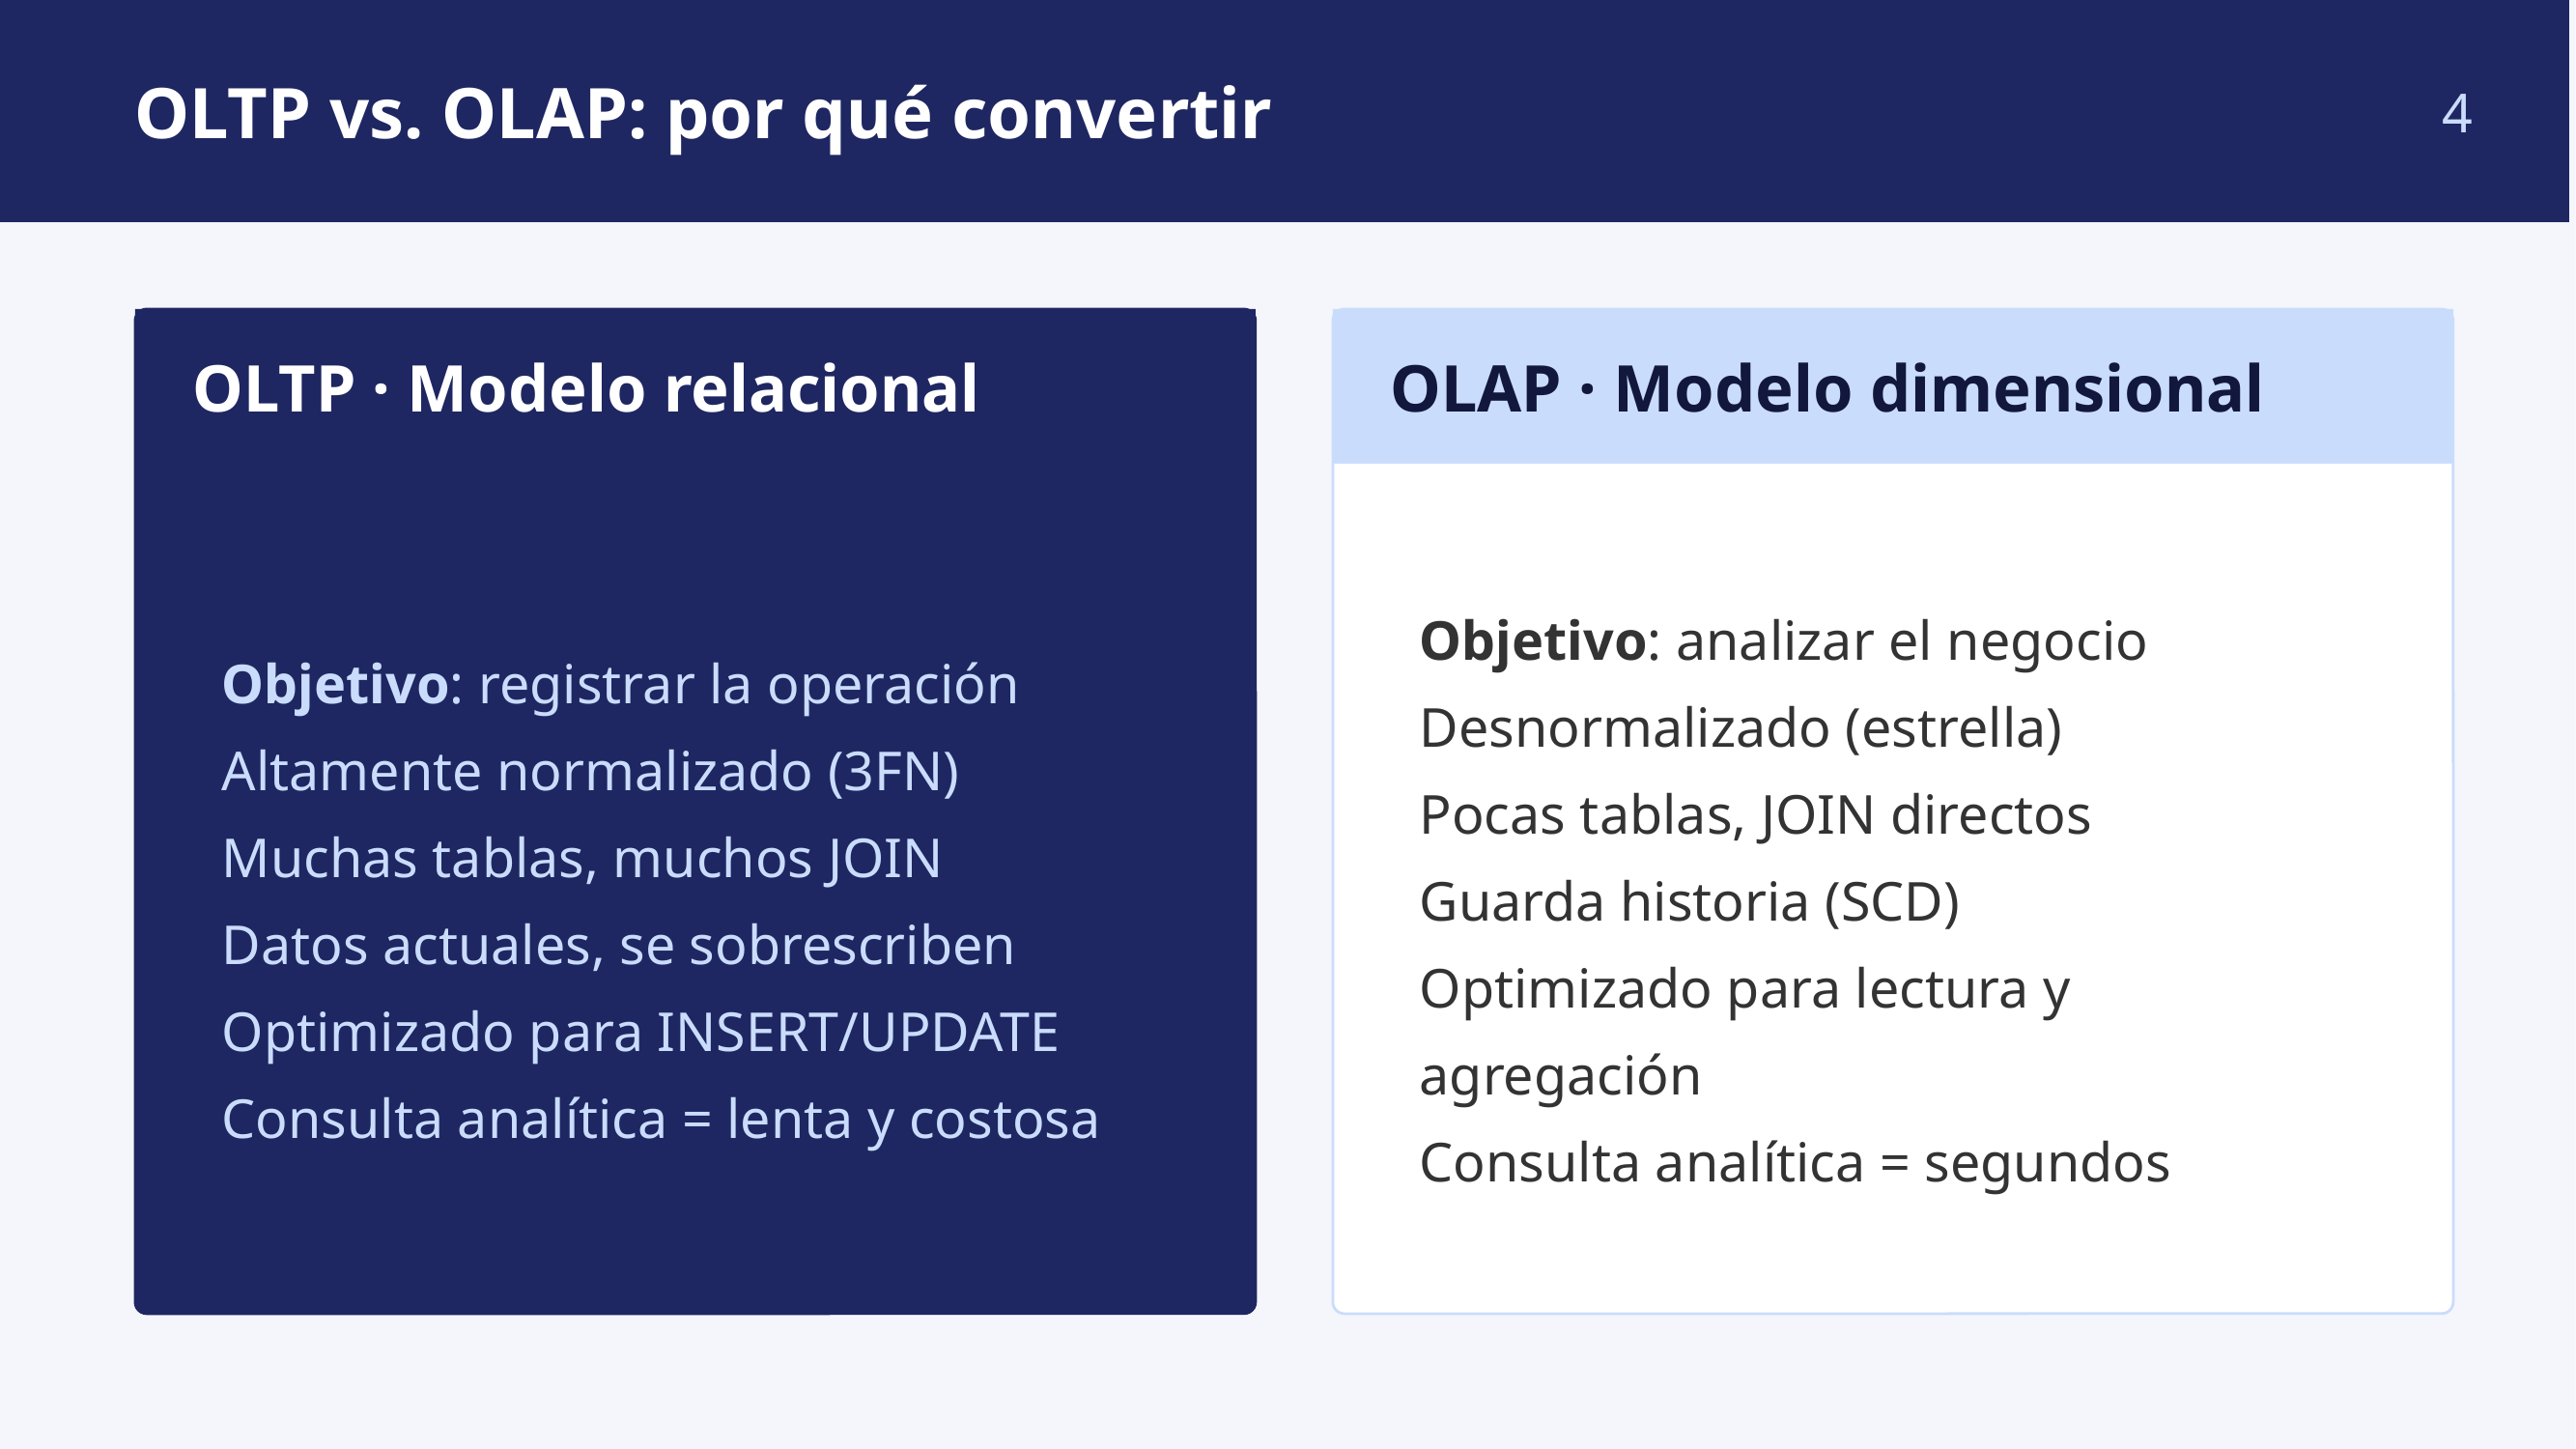 OLTP vs. OLAP: por qué convertir
4
OLTP · Modelo relacional
Objetivo: registrar la operación
Altamente normalizado (3FN)
Muchas tablas, muchos JOIN
Datos actuales, se sobrescriben
Optimizado para INSERT/UPDATE
Consulta analítica = lenta y costosa
OLAP · Modelo dimensional
Objetivo: analizar el negocio
Desnormalizado (estrella)
Pocas tablas, JOIN directos
Guarda historia (SCD)
Optimizado para lectura y
agregación
Consulta analítica = segundos